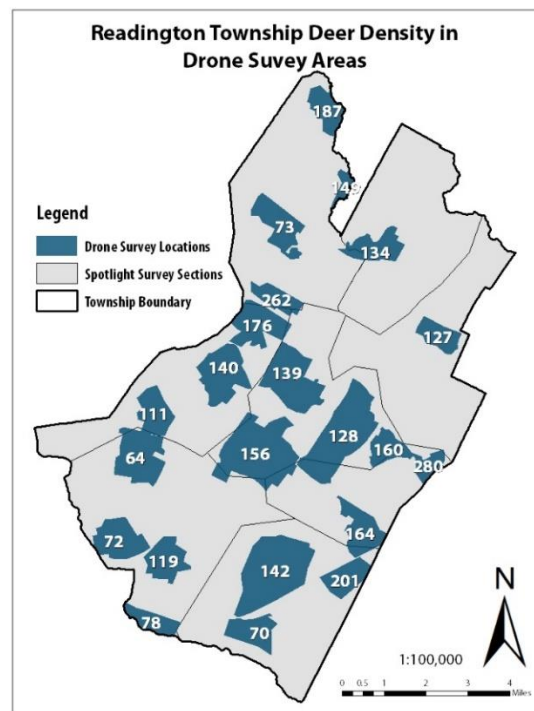 Readington Township Deer Density in
Drone Suvey Areas
187
149
73
134
Legend
Drone Survey Locations
Spotlight Survey Sections
Township Boundary
262
176
127
140
139
111
128
64
156
160
280
164
72
119
142
201
78
70
N
1:100,000
0 0.5 1 2 3 4
Miles